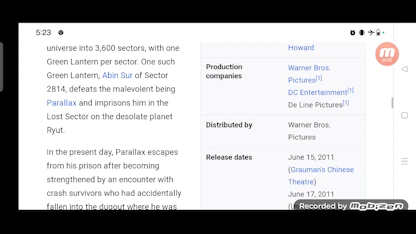 5:23
universe into 3,600 sectors, with one
Green Lantern per sector. One such
Green Lantern, Abin Sur of Sector
2814, defeats the malevolent being
Parallax and imprisons him in the
Lost Sector on the desolate planet
Ryut.
In the present day, Parallax escapes
from his prison after becoming
strengthened by an encounter with
crash survivors who had accidentally
fallen into the dugout where he was
Howard
Production
companies
Warner Bros.
Pictures[1]
DC Entertainment[1]
De Line Pictures[1]
Distributed by
Warner Bros.
Pictures
Release dates
June 15, 2011
(Grauman's Chinese
Theatre)
June 17, 2011
Recorded by Mobizen